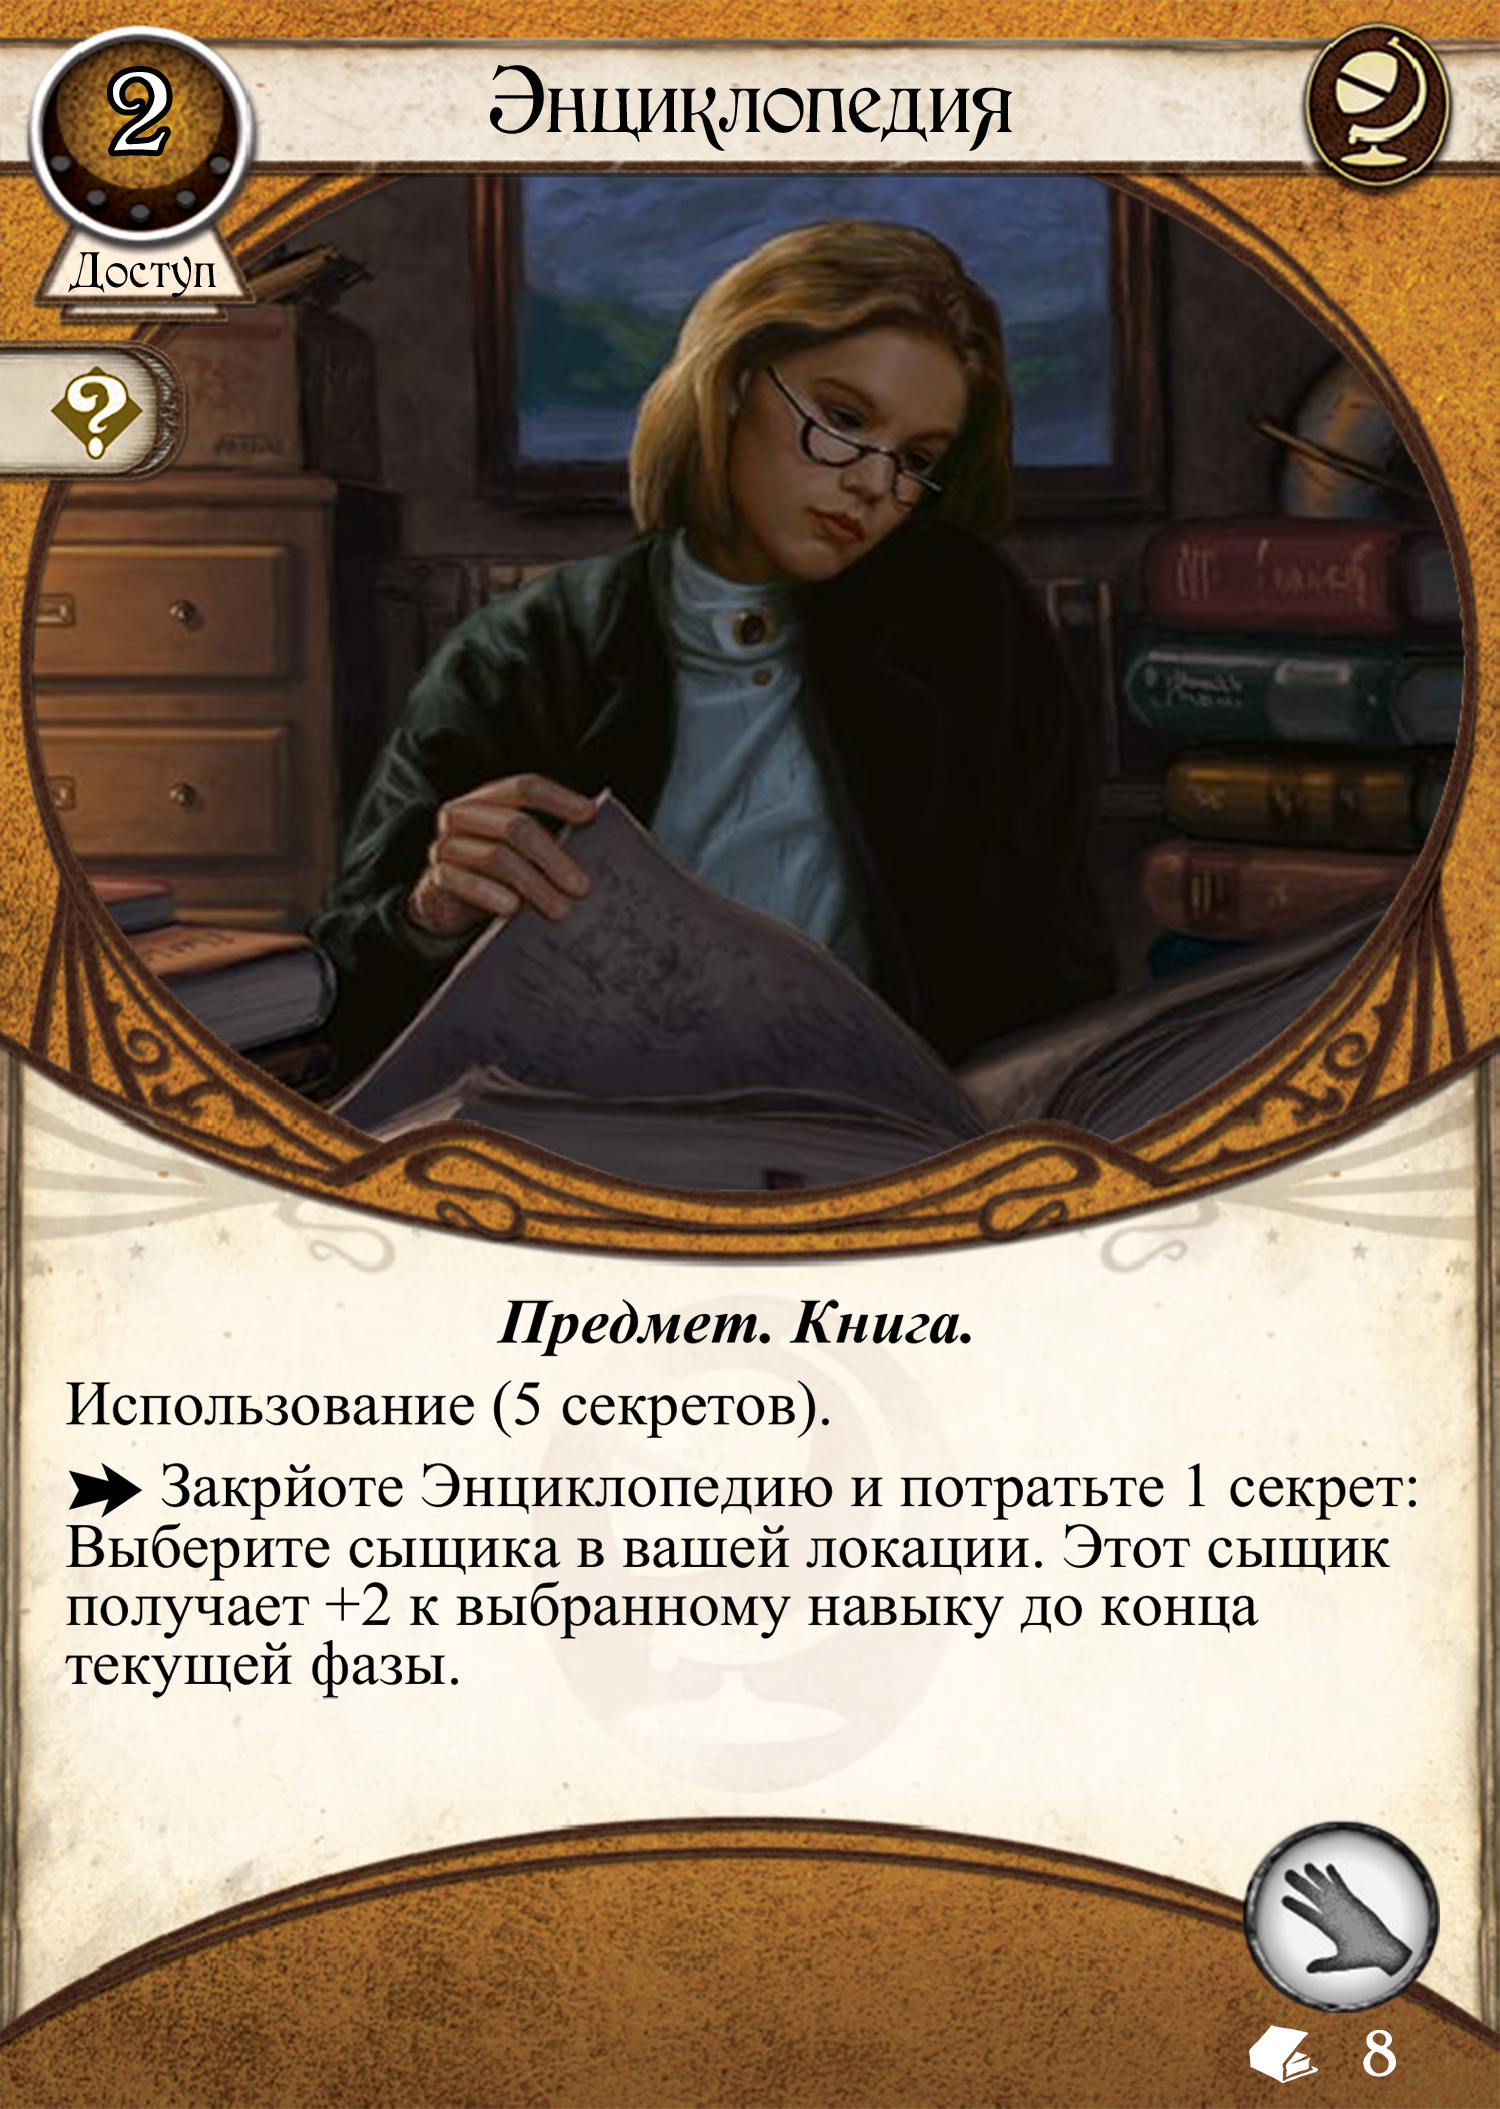 2
Энциклопедия
Доступ
?
Предмет. Книга.
Использование (5 секретов).
Закрйоте Энциклопедию и потратьте 1 секрет:
Выберите сыщика в вашей локации. Этот сыщик
получает +2 к выбранному навыку до конца
текущей фазы.
8